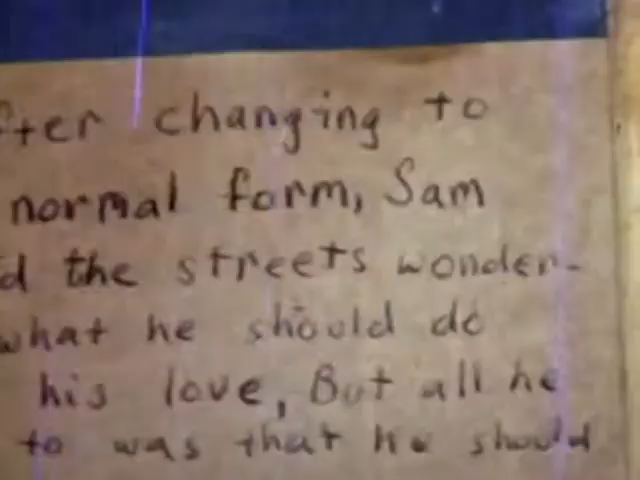 fter changing to
normal form, Sam
d the streets wonder-
what he should do
his love, But all he
to was that he should